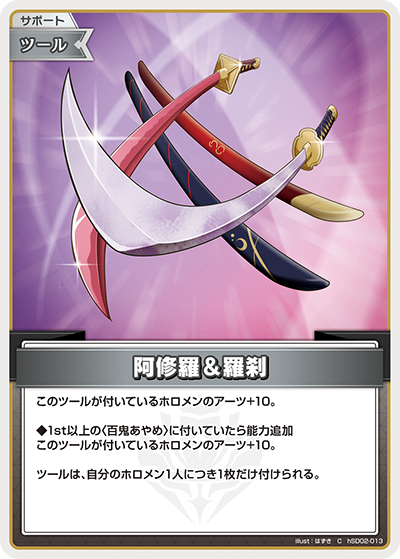 サポート
ツール
阿修羅＆羅刹
このツールが付いているホロメンのアーツ+10。
◆1st以上の〈百鬼あやめ〉に付いていたら能力追加
このツールが付いているホロメンのアーツ+10。
ツールは、自分のホロメン1人につき1枚だけ付けられる。
illust：はずき C hSD02-013